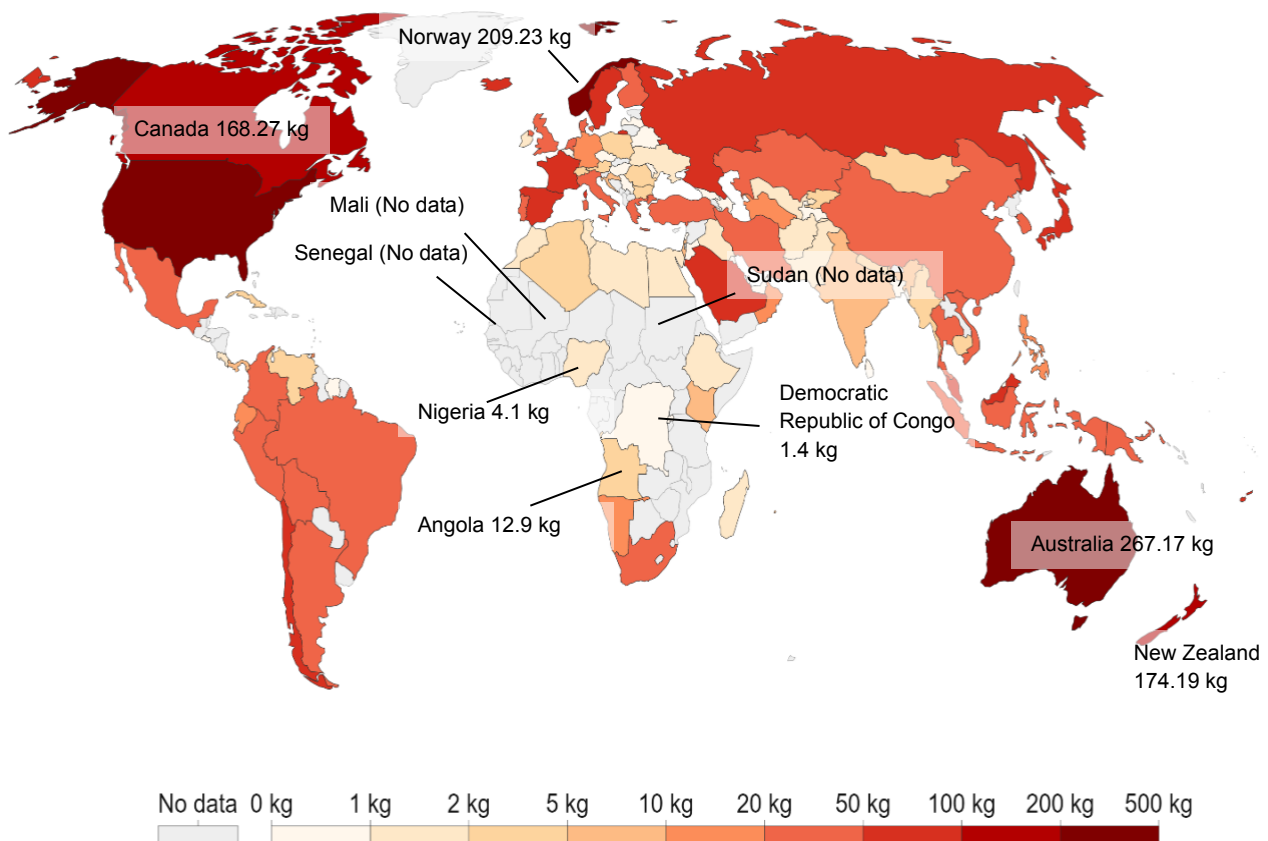 Norway 209.23 kg
Canada 168.27 kg
Mali (No data)
Senegal (No data)
Sudan (No data)
Nigeria 4.1 kg
Democratic
Republic of Congo
1.4 kg
Angola 12.9 kg
Australia 267.17 kg
New Zealand
174.19 kg
No data 0 kg 1 kg 2 kg 5 kg 10 kg 20 kg 50 kg 100 kg 200 kg 500 kg